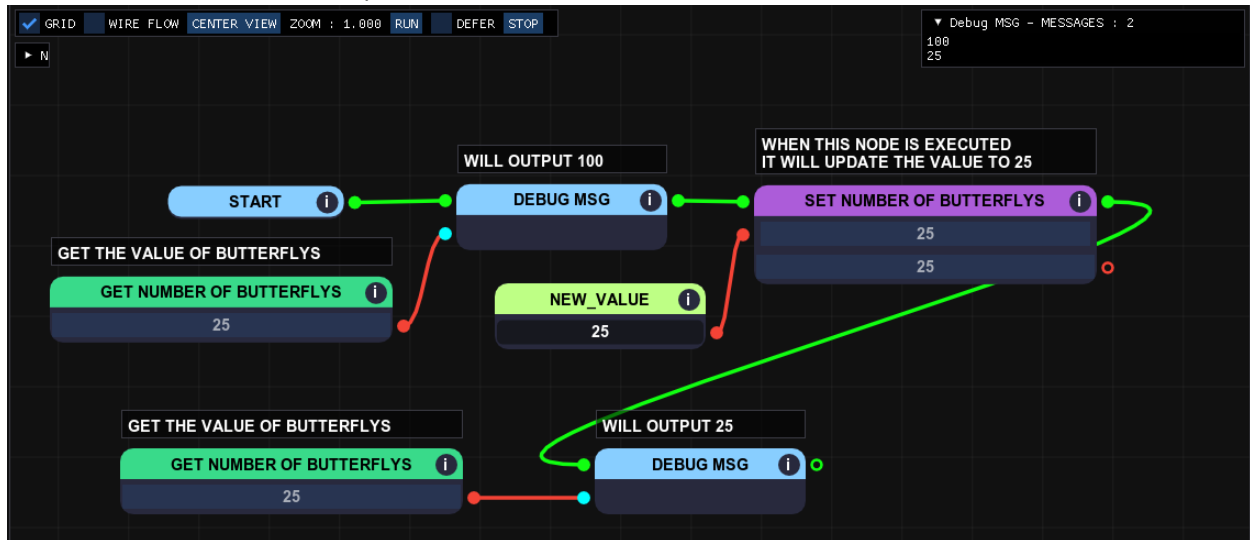 GRID WIRE FLOW CENTER VIEW ZOOM : 1.000 RUN DEFER STOP
▼ Debug MSG - MESSAGES : 2
100
25
► N
WHEN THIS NODE IS EXECUTED
IT WILL UPDATE THE VALUE TO 25
WILL OUTPUT 100
START i
DEBUG MSG i
SET NUMBER OF BUTTERFLYS i
25
25
GET THE VALUE OF BUTTERFLYS
GET NUMBER OF BUTTERFLYS i
25
NEW_VALUE i
25
GET THE VALUE OF BUTTERFLYS
WILL OUTPUT 25
GET NUMBER OF BUTTERFLYS i
25
DEBUG MSG i